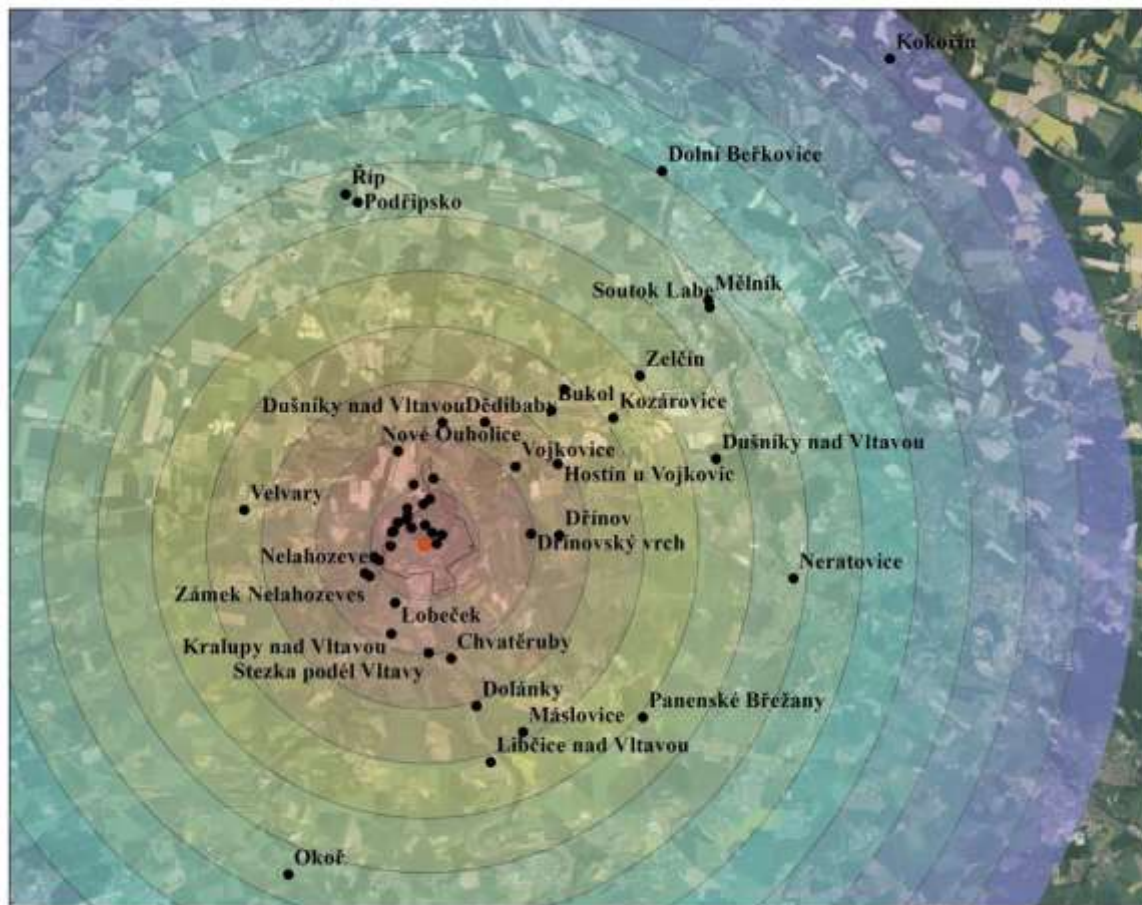 Kokořín
Dolní Beřkovice
Říp
Podřipsko
Mělník
Soutok Labe
Zelčín
Bukol
Kozárovice
Dušníky nad Vltavou
Dědibaby
Nové Ouholice
Dušníky nad Vltavou
Vojkovice
Hostín u Vojkovic
Velvary
Dřínov
Dřínovský vrch
Nelahozeves
Neratovice
Zámek Nelahozeves
Lobeček
Kralupy nad Vltavou
Chvatěruby
Stezka podél Vltavy
Dolánky
Panenské Břežany
Máslovice
Libčice nad Vltavou
Okoř